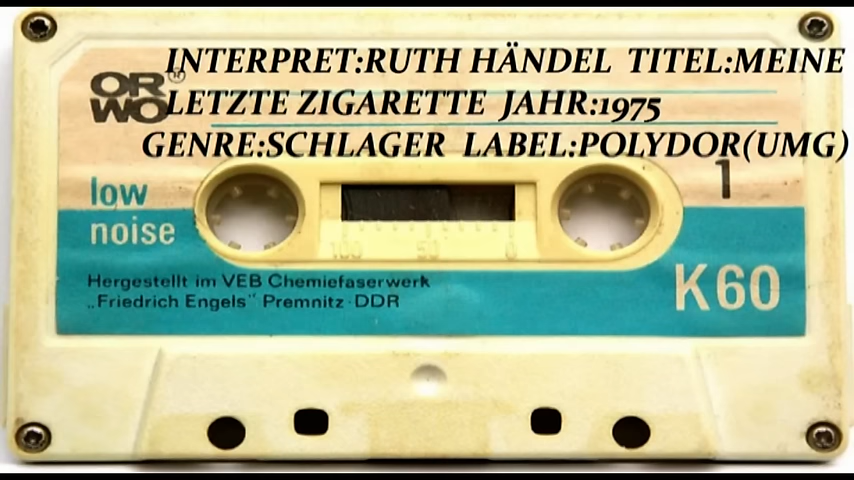 INTERPRET:RUTH HÄNDEL TITEL:MEINE
LETZTE ZIGARETTE JAHR:1975
GENRE:SCHLAGER LABEL:POLYDOR(UMG)
ORWO®
1
low
noise
100 50 0
K60
Hergestellt im VEB Chemiefaserwerk
„Friedrich Engels" Premnitz·DDR